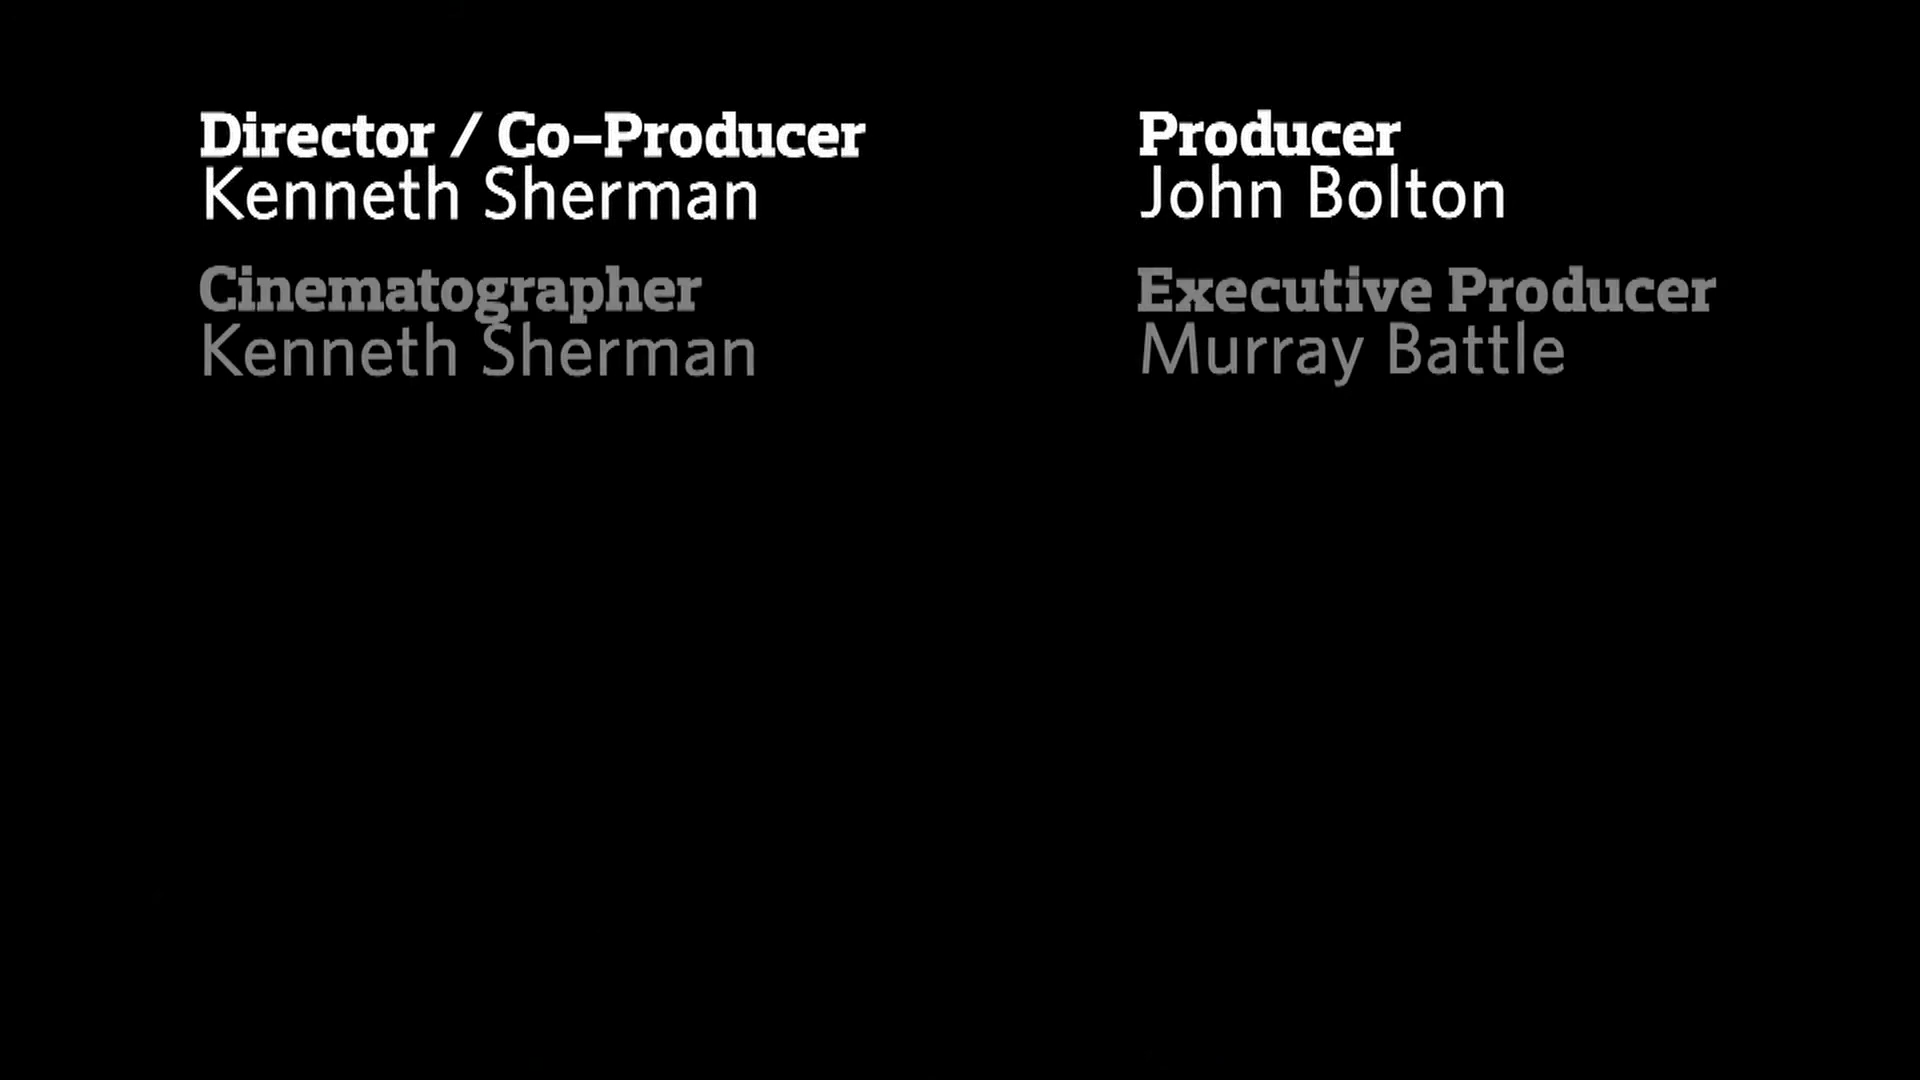 Director / Co-Producer
Kenneth Sherman
Cinematographer
Kenneth Sherman
Producer
John Bolton
Executive Producer
Murray Battle